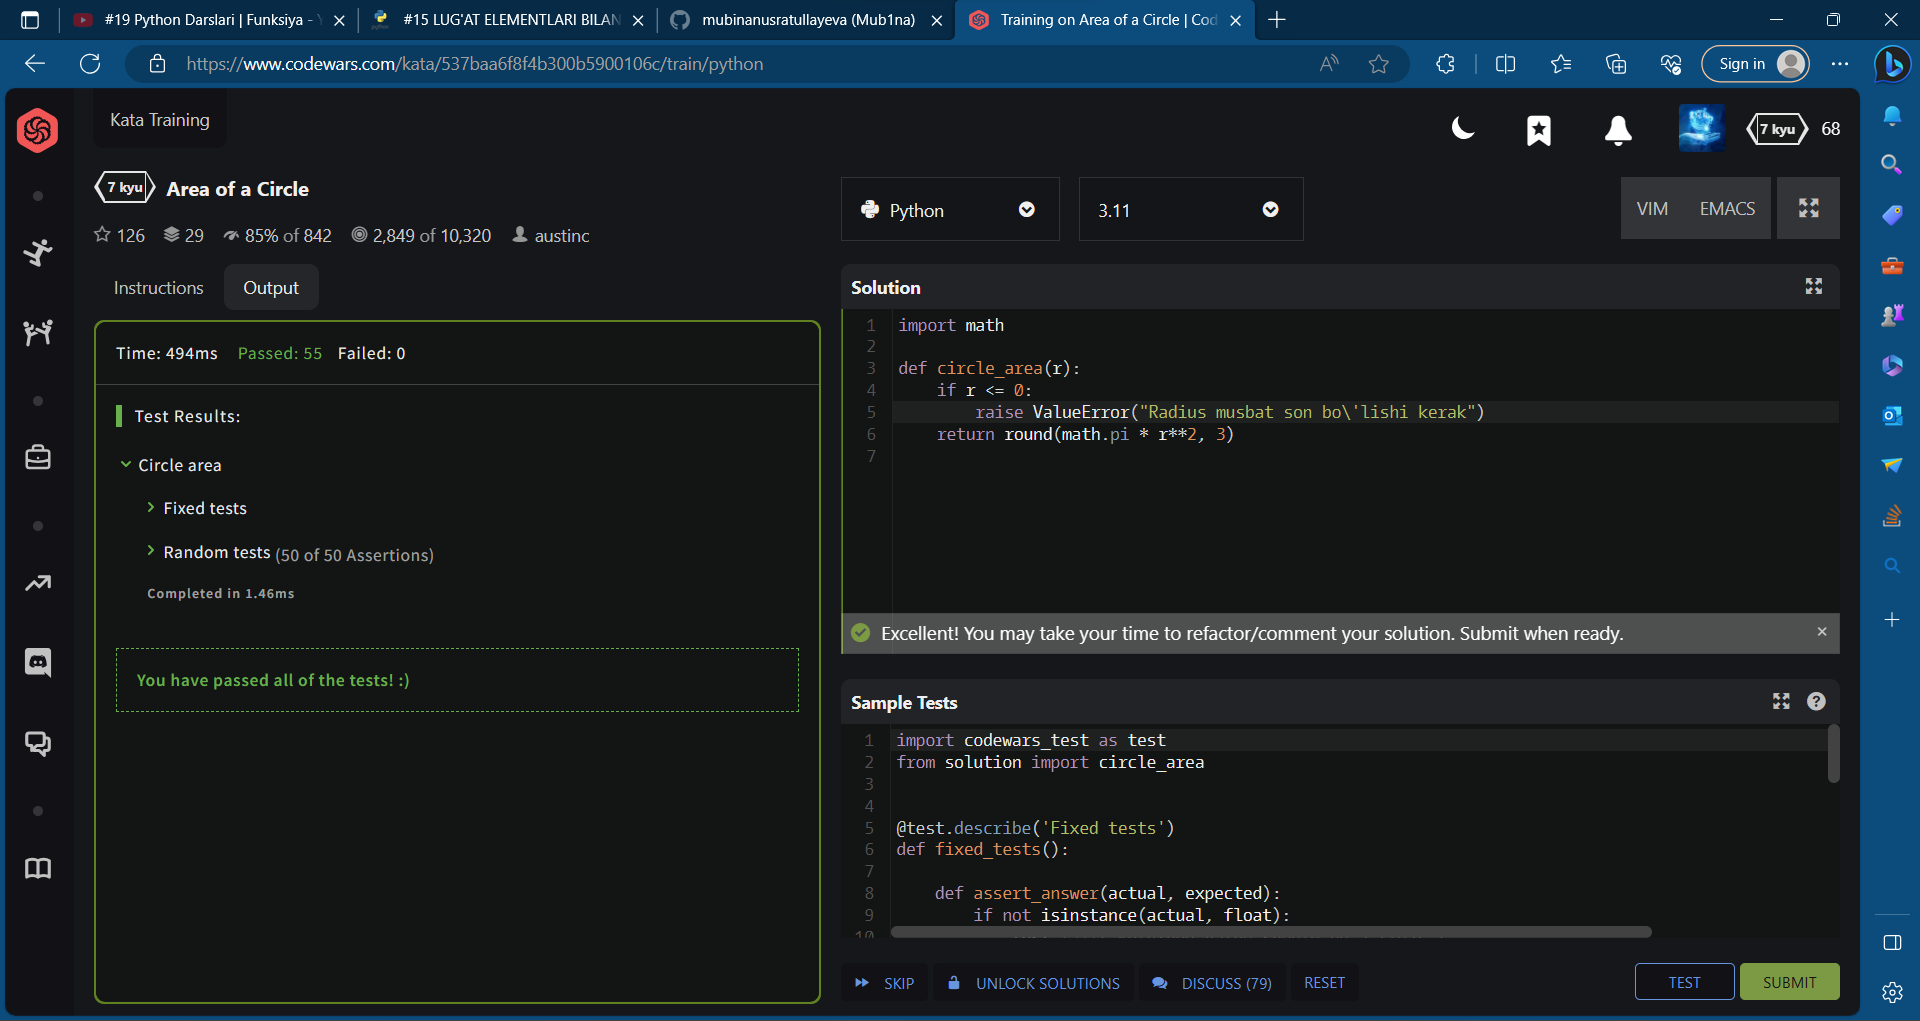 #19 Python Darslari | Funksiya -
#15 LUG'AT ELEMENTLARI BILAN
mubinanusratullayeva (Mub1na)
Training on Area of a Circle | Cod
https://www.codewars.com/kata/537baa6f8f4b300b5900106c/train/python
Sign in
Kata Training
7 kyu
68
7 kyu
Area of a Circle
126
29
85% of 842
2,849 of 10,320
austinc
Python
3.11
VIM
EMACS
Instructions
Output
Time: 494ms Passed: 55 Failed: 0
Test Results:
Circle area
Fixed tests
Random tests (50 of 50 Assertions)
Completed in 1.46ms
You have passed all of the tests! :)
Solution
1 import math
2
3 def circle_area(r):
4     if r <= 0:
5         raise ValueError("Radius musbat son bo\'lishi kerak")
6     return round(math.pi * r**2, 3)
7
Excellent! You may take your time to refactor/comment your solution. Submit when ready.
Sample Tests
1 import codewars_test as test
2 from solution import circle_area
3
4
5 @test.describe('Fixed tests')
6 def fixed_tests():
7
8     def assert_answer(actual, expected):
9         if not isinstance(actual, float):
10
SKIP
UNLOCK SOLUTIONS
DISCUSS (79)
RESET
TEST
SUBMIT